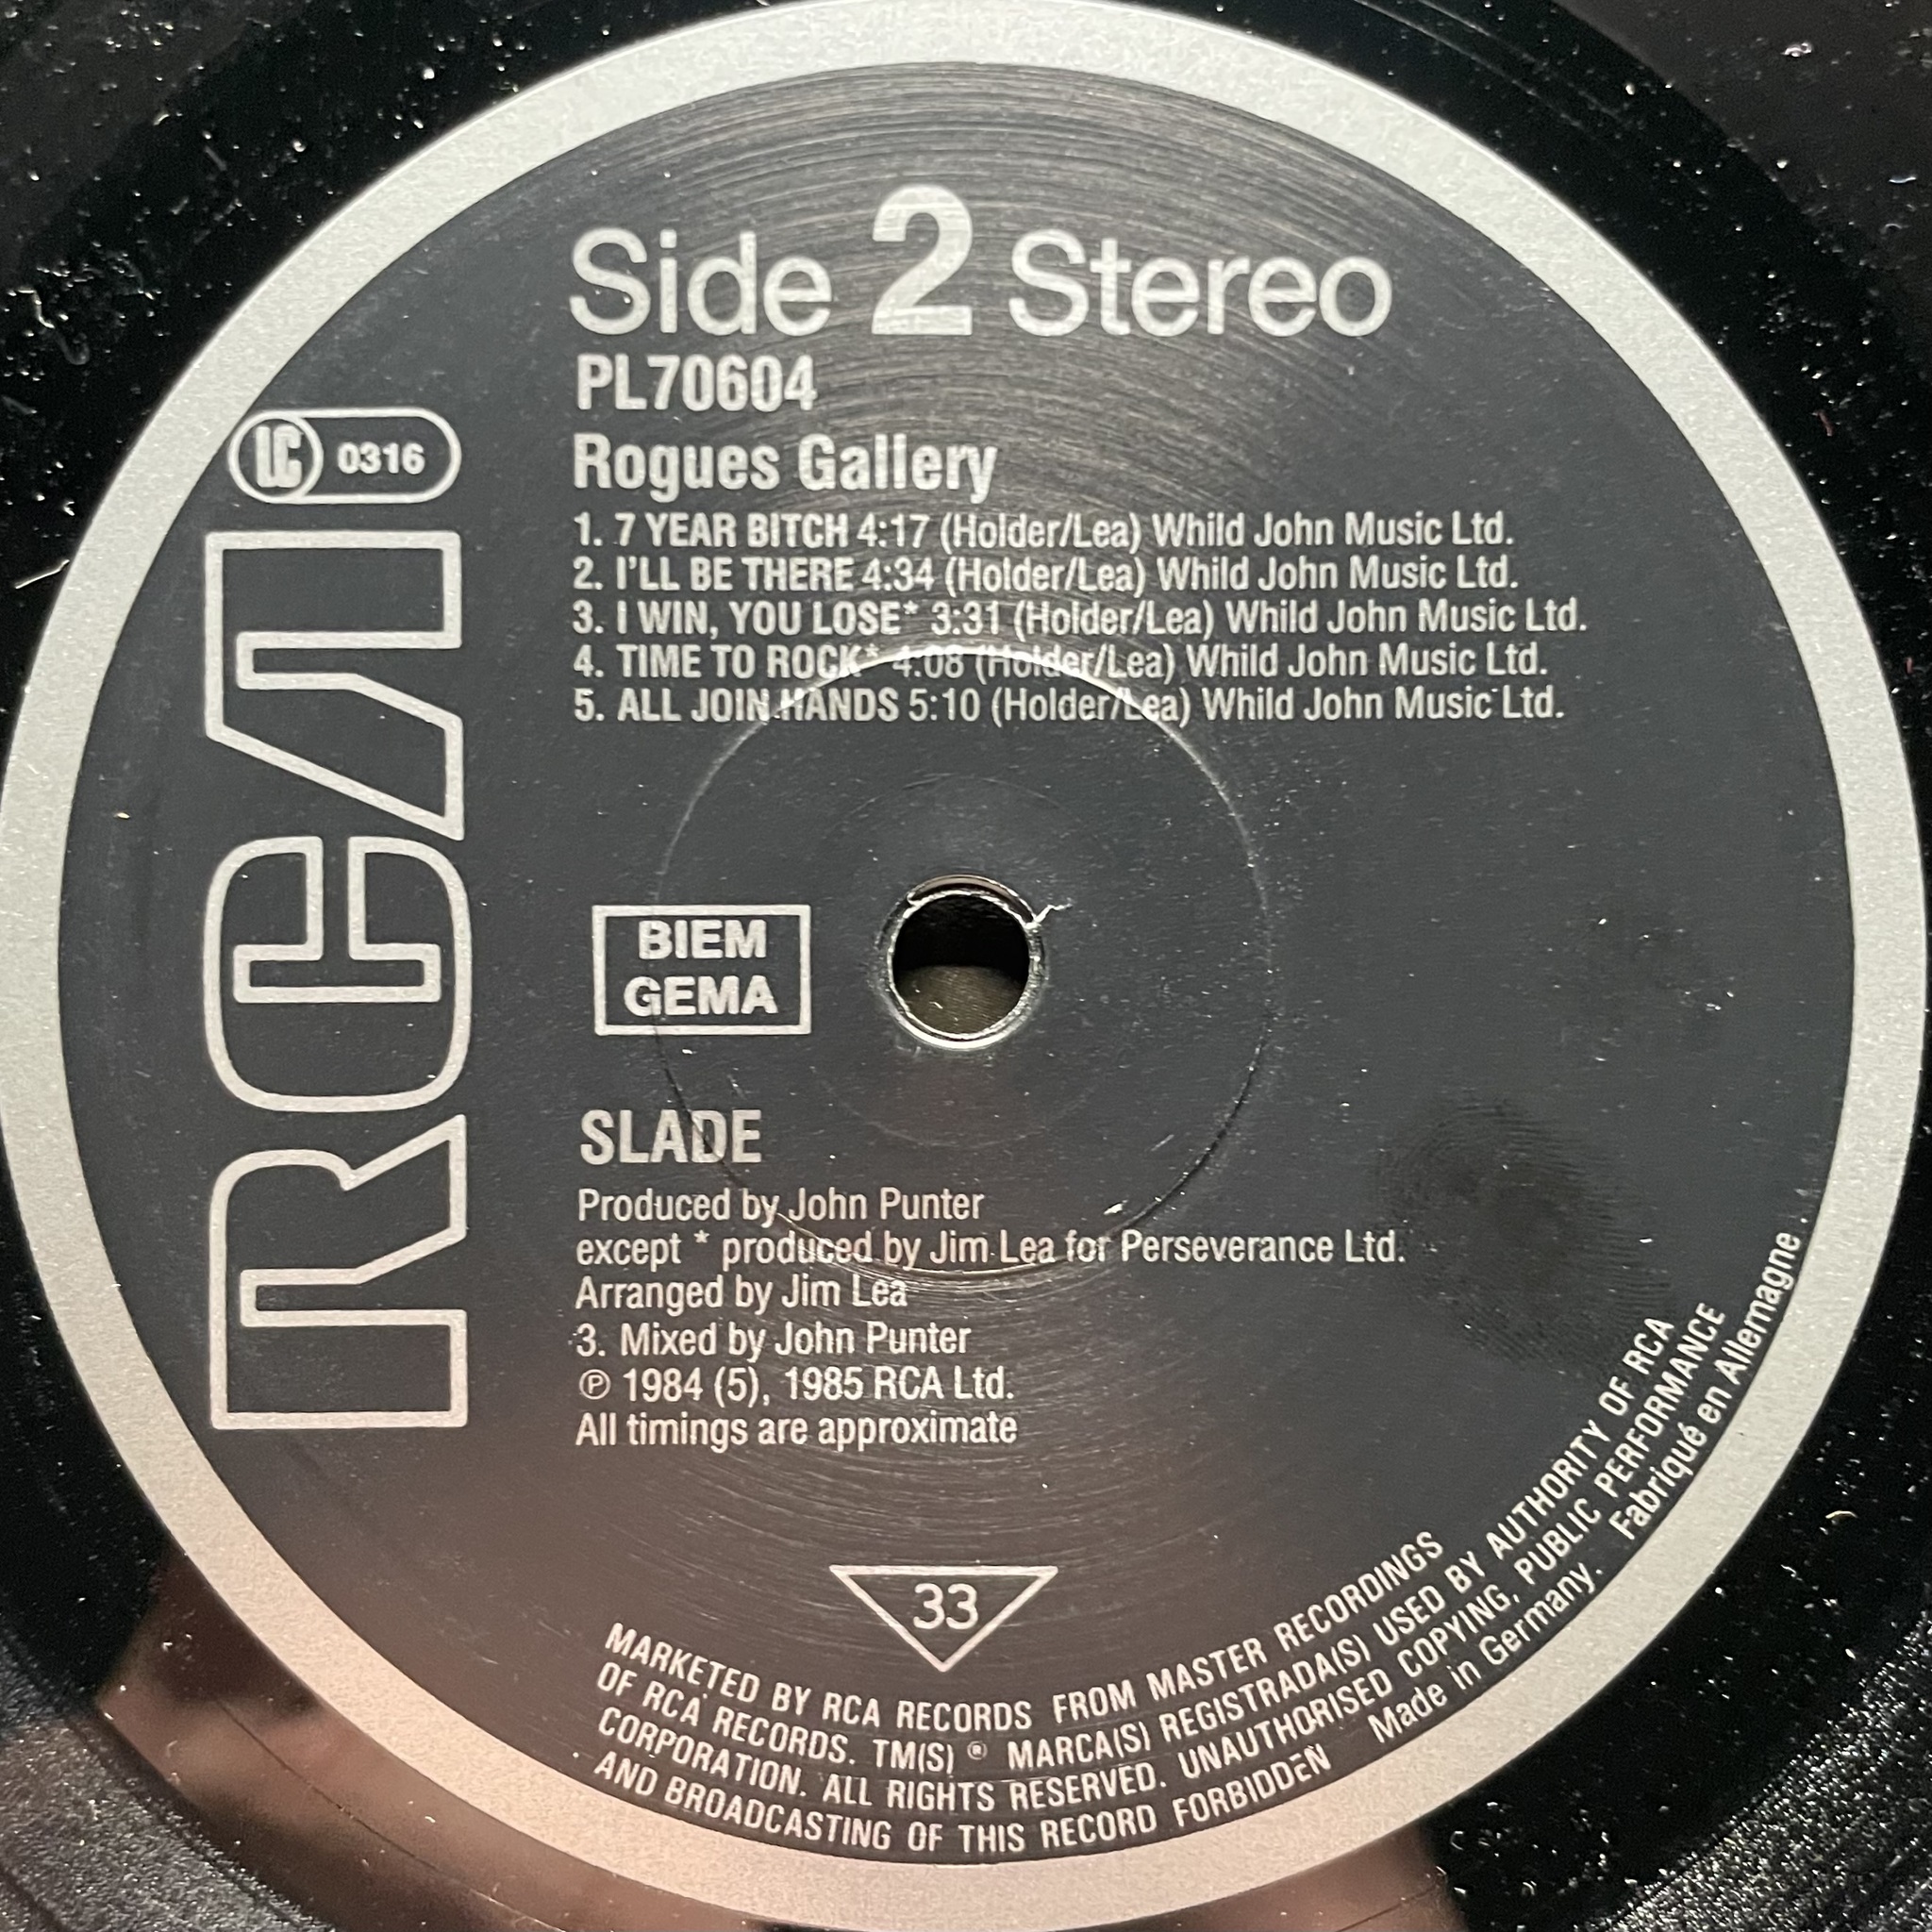 Side 2 Stereo
PL70604
LC 0316
Rogues Gallery
1. 7 YEAR BITCH 4:17 (Holder/Lea) Whild John Music Ltd.
2. I'LL BE THERE 4:34 (Holder/Lea) Whild John Music Ltd.
3. I WIN, YOU LOSE* 3:31 (Holder/Lea) Whild John Music Ltd.
4. TIME TO ROCK* 4:08 (Holder/Lea) Whild John Music Ltd.
5. ALL JOIN HANDS 5:10 (Holder/Lea) Whild John Music Ltd.
RCA
BIEM
GEMA
SLADE
Produced by John Punter
except * produced by Jim Lea for Perseverance Ltd.
Arranged by Jim Lea
3. Mixed by John Punter
℗ 1984 (5), 1985 RCA Ltd.
All timings are approximate
33
MARKETED BY RCA RECORDS FROM MASTER RECORDINGS
OF RCA RECORDS. TM(S) ® MARCA(S) REGISTRADA(S) USED BY AUTHORITY OF RCA
CORPORATION. ALL RIGHTS RESERVED. UNAUTHORISED COPYING, PUBLIC PERFORMANCE
AND BROADCASTING OF THIS RECORD FORBIDDEN Made in Germany. Fabriqué en Allemagne.